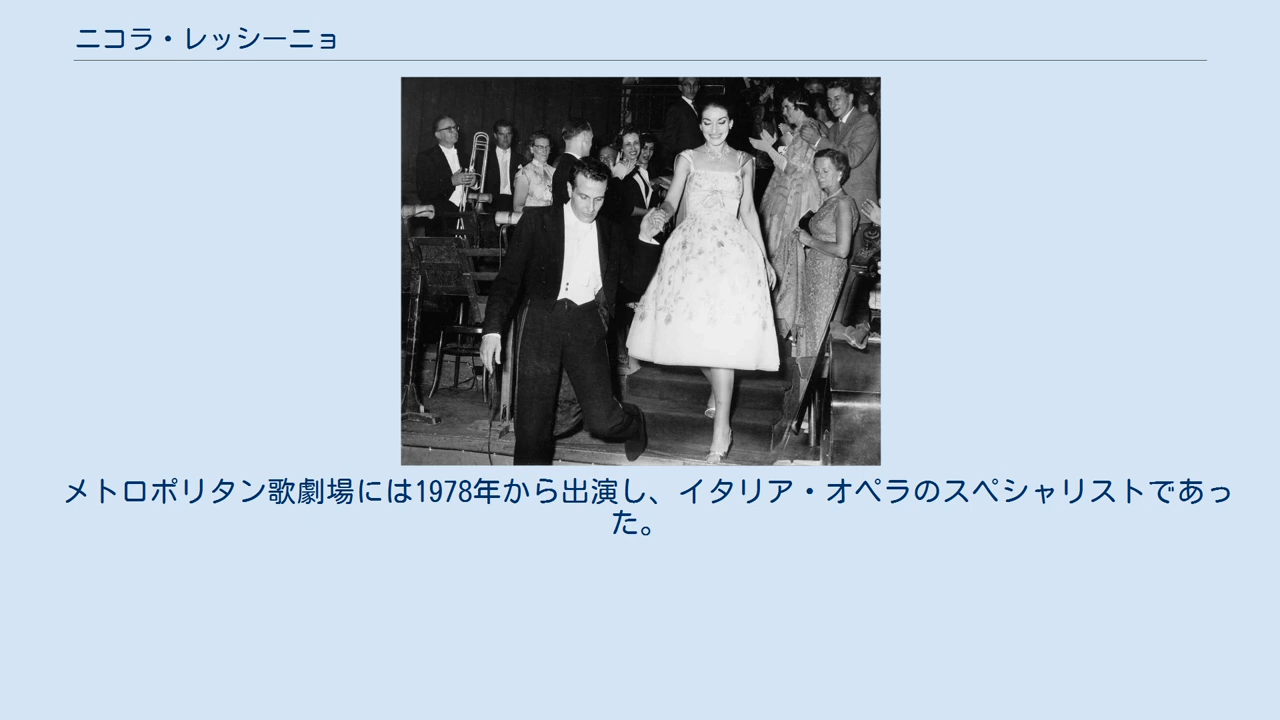 ニコラ・レッシーニョ
メトロポリタン歌劇場には1978年から出演し、イタリア・オペラのスペシャリストであっ
た。